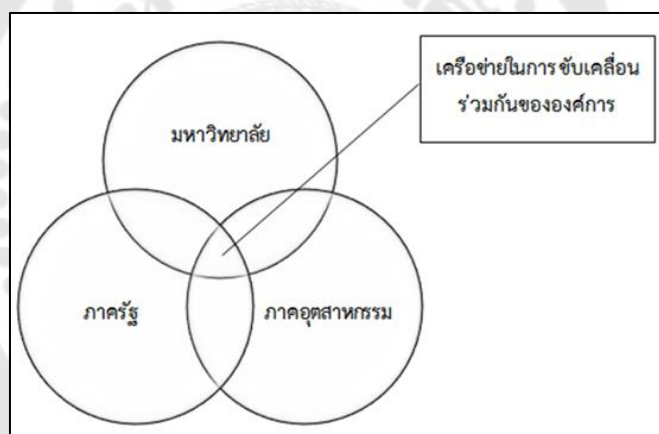 เครือข่ายในการ ขับเคลื่อน
ร่วมกันขององค์การ
มหาวิทยาลัย
ภาครัฐ
ภาคอุตสาหกรรม